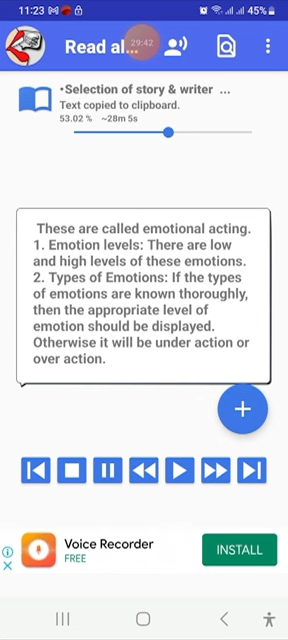 11:23
45%
Read al...
29:42
•Selection of story & writer ...
Text copied to clipboard.
53.02 % ~28m 5s
These are called emotional acting.
1. Emotion levels: There are low
and high levels of these emotions.
2. Types of Emotions: If the types
of emotions are known thoroughly,
then the appropriate level of
emotion should be displayed.
Otherwise it will be under action or
over action.
+
Voice Recorder
FREE
INSTALL